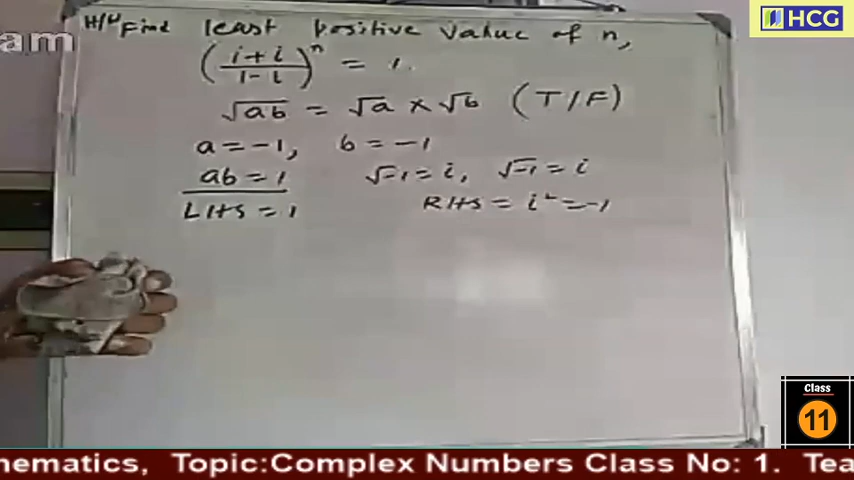 HCG
am
H/W Find least positive value of n,
(i+i/1-i)^n = 1.
√ab = √a × √b (T/F)
a = -1, b = -1
ab = 1 √-1 = i, √-1 = i
LHS = 1 RHS = i² = -1
Class
11
hematics, Topic:Complex Numbers Class No: 1. Tea